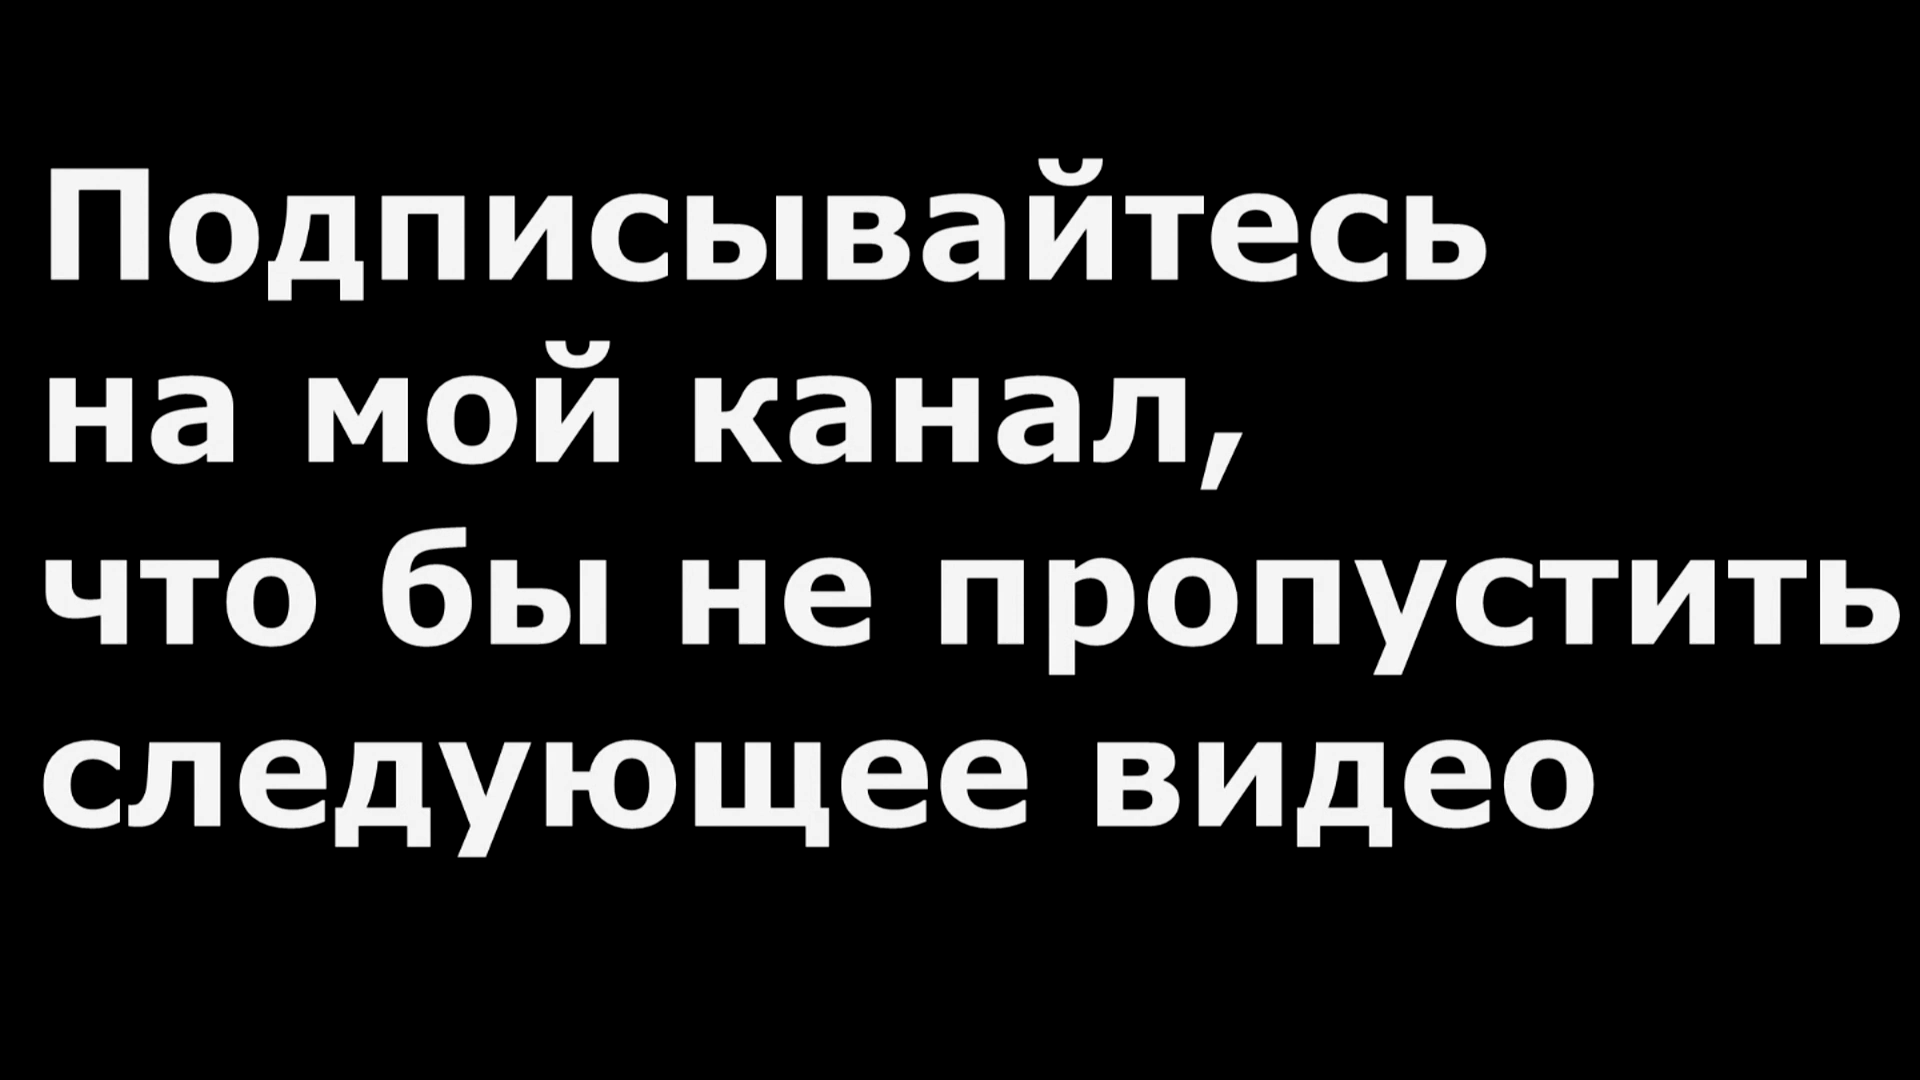 Подписывайтесь
на мой канал,
что бы не пропустить
следующее видео